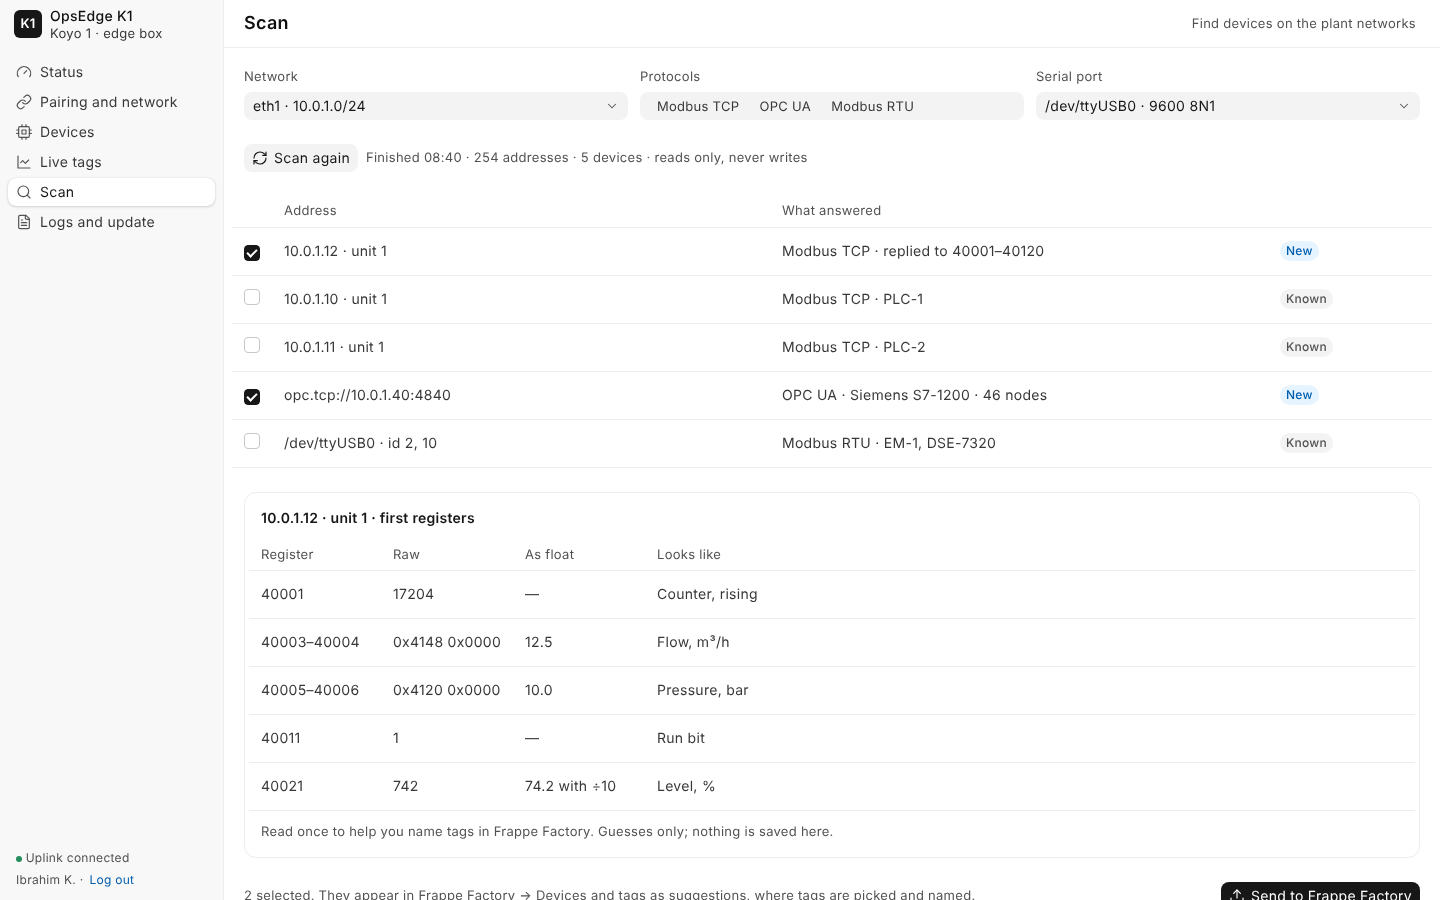 K1
OpsEdge K1
Koyo 1 · edge box
Status
Pairing and network
Devices
Live tags
Scan
Logs and update
Uplink connected
Ibrahim K. · Log out
Scan
Find devices on the plant networks
Network
Protocols
Serial port
eth1 · 10.0.1.0/24
Modbus TCP OPC UA Modbus RTU
/dev/ttyUSB0 · 9600 8N1
Scan again
Finished 08:40 · 254 addresses · 5 devices · reads only, never writes
Address What answered
10.0.1.12 · unit 1 Modbus TCP · replied to 40001–40120 New
10.0.1.10 · unit 1 Modbus TCP · PLC-1 Known
10.0.1.11 · unit 1 Modbus TCP · PLC-2 Known
opc.tcp://10.0.1.40:4840 OPC UA · Siemens S7-1200 · 46 nodes New
/dev/ttyUSB0 · id 2, 10 Modbus RTU · EM-1, DSE-7320 Known
10.0.1.12 · unit 1 · first registers
Register Raw As float Looks like
40001 17204 — Counter, rising
40003–40004 0x4148 0x0000 12.5 Flow, m³/h
40005–40006 0x4120 0x0000 10.0 Pressure, bar
40011 1 — Run bit
40021 742 74.2 with ÷10 Level, %
Read once to help you name tags in Frappe Factory. Guesses only; nothing is saved here.
2 selected. They appear in Frappe Factory → Devices and tags as suggestions, where tags are picked and named.
Send to Frappe Factory